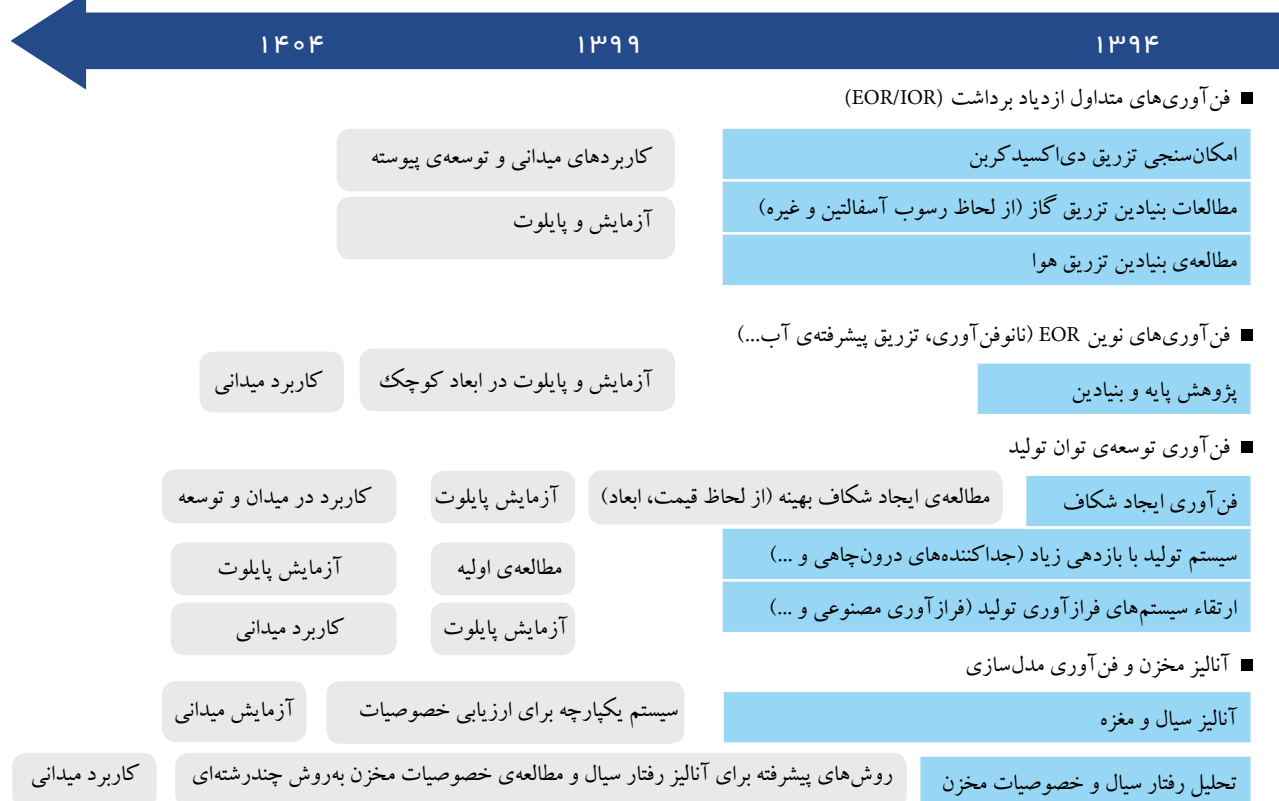 ۱۳۹۴ ۱۳۹۹ ۱۴۰۴
■ فن‌آوری‌های متداول ازدیاد برداشت (EOR/IOR)
امکان‌سنجی تزریق دی‌اکسیدکربن
کاربردهای میدانی و توسعه‌ی پیوسته
مطالعات بنیادین تزریق گاز (از لحاظ رسوب آسفالتین و غیره)
آزمایش و پایلوت
مطالعه‌ی بنیادین تزریق هوا
■ فن‌آوری‌های نوین EOR (نانوفن‌آوری، تزریق پیشرفته‌ی آب...)
پژوهش پایه و بنیادین
آزمایش و پایلوت در ابعاد کوچک
کاربرد میدانی
■ فن‌آوری توسعه‌ی توان تولید
فن‌آوری ایجاد شکاف
مطالعه‌ی ایجاد شکاف بهینه (از لحاظ قیمت، ابعاد)
آزمایش پایلوت
کاربرد در میدان و توسعه
سیستم تولید با بازدهی زیاد (جداکننده‌های درون‌چاهی و ...)
مطالعه‌ی اولیه
آزمایش پایلوت
ارتقاء سیستم‌های فرازآوری تولید (فرازآوری مصنوعی و ...)
آزمایش پایلوت
کاربرد میدانی
■ آنالیز مخزن و فن‌آوری مدل‌سازی
آنالیز سیال و مغزه
سیستم یکپارچه برای ارزیابی خصوصیات
آزمایش میدانی
تحلیل رفتار سیال و خصوصیات مخزن
روش‌های پیشرفته برای آنالیز رفتار سیال و مطالعه‌ی خصوصیات مخزن به‌روش چندرشته‌ای
کاربرد میدانی